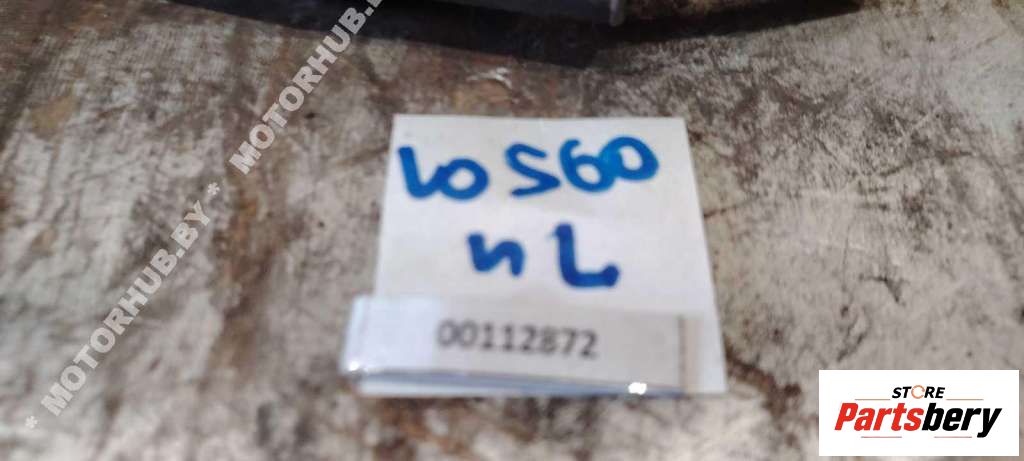 * MOTORHUB.BY * MOTORHUB.BY
VO S60
ч L
00112872
STORE
Partsbery